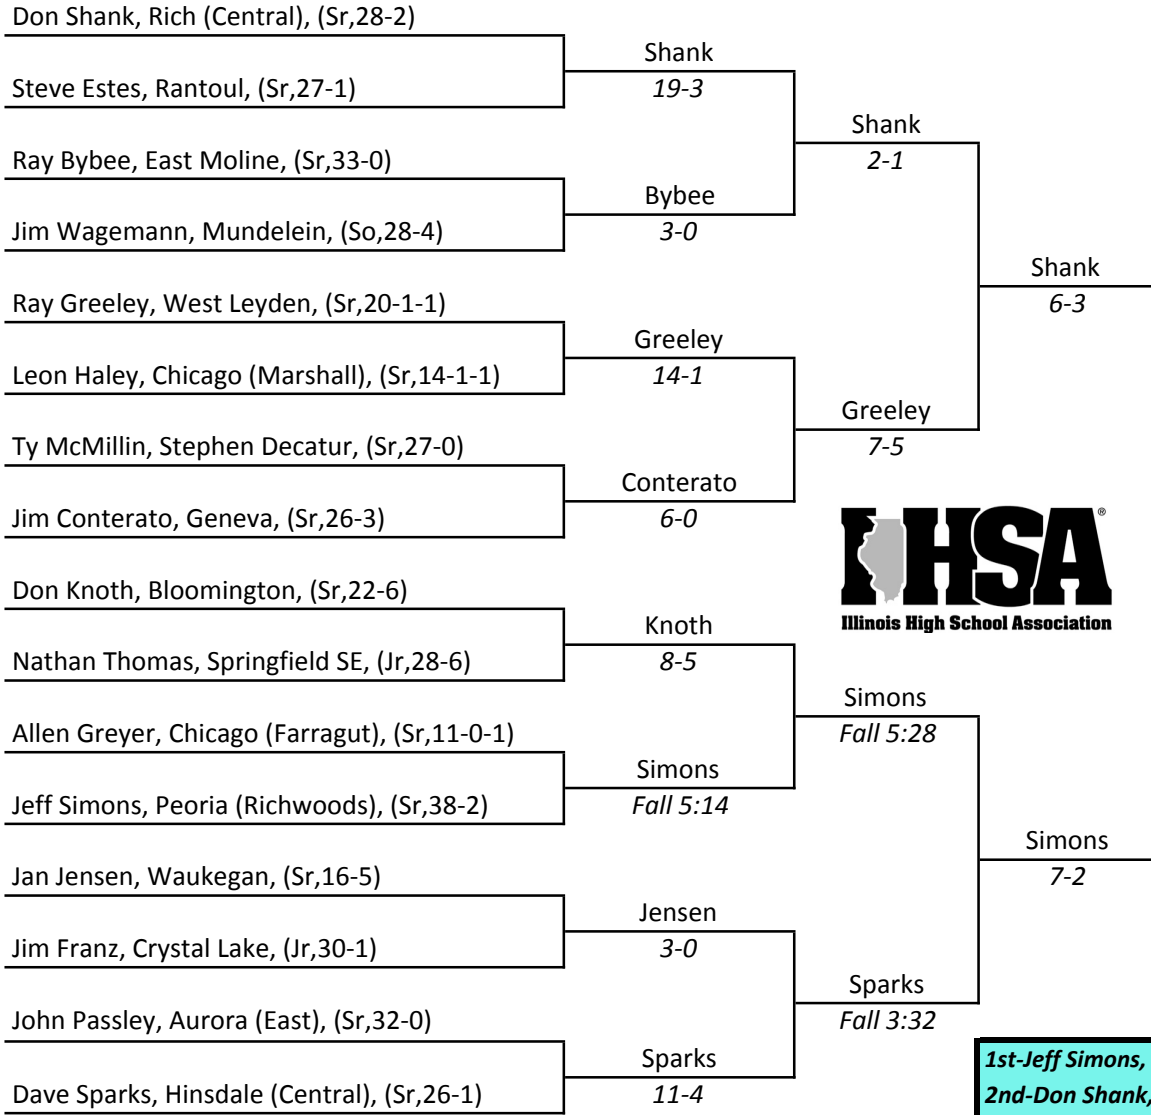 Don Shank, Rich (Central), (Sr,28-2)
Shank
Steve Estes, Rantoul, (Sr,27-1)
19-3
Shank
Ray Bybee, East Moline, (Sr,33-0)
2-1
Bybee
Jim Wagemann, Mundelein, (So,28-4)
3-0
Shank
Ray Greeley, West Leyden, (Sr,20-1-1)
6-3
Greeley
Leon Haley, Chicago (Marshall), (Sr,14-1-1)
14-1
Greeley
Ty McMillin, Stephen Decatur, (Sr,27-0)
7-5
Conterato
Jim Conterato, Geneva, (Sr,26-3)
6-0
IHSA®
Illinois High School Association
Don Knoth, Bloomington, (Sr,22-6)
Knoth
Nathan Thomas, Springfield SE, (Jr,28-6)
8-5
Simons
Allen Greyer, Chicago (Farragut), (Sr,11-0-1)
Fall 5:28
Simons
Jeff Simons, Peoria (Richwoods), (Sr,38-2)
Fall 5:14
Simons
Jan Jensen, Waukegan, (Sr,16-5)
7-2
Jensen
Jim Franz, Crystal Lake, (Jr,30-1)
3-0
Sparks
John Passley, Aurora (East), (Sr,32-0)
Fall 3:32
Sparks
1st-Jeff Simons,
Dave Sparks, Hinsdale (Central), (Sr,26-1)
11-4
2nd-Don Shank,